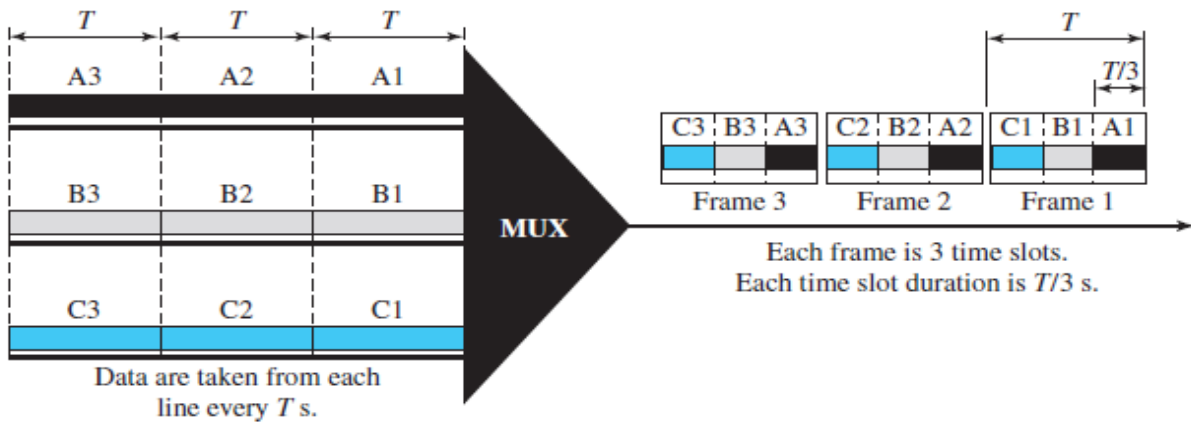 T T T
A3 A2 A1
B3 B2 B1
C3 C2 C1
Data are taken from each
line every T s.
MUX
T
T/3
C3 B3 A3 C2 B2 A2 C1 B1 A1
Frame 3 Frame 2 Frame 1
Each frame is 3 time slots.
Each time slot duration is T/3 s.